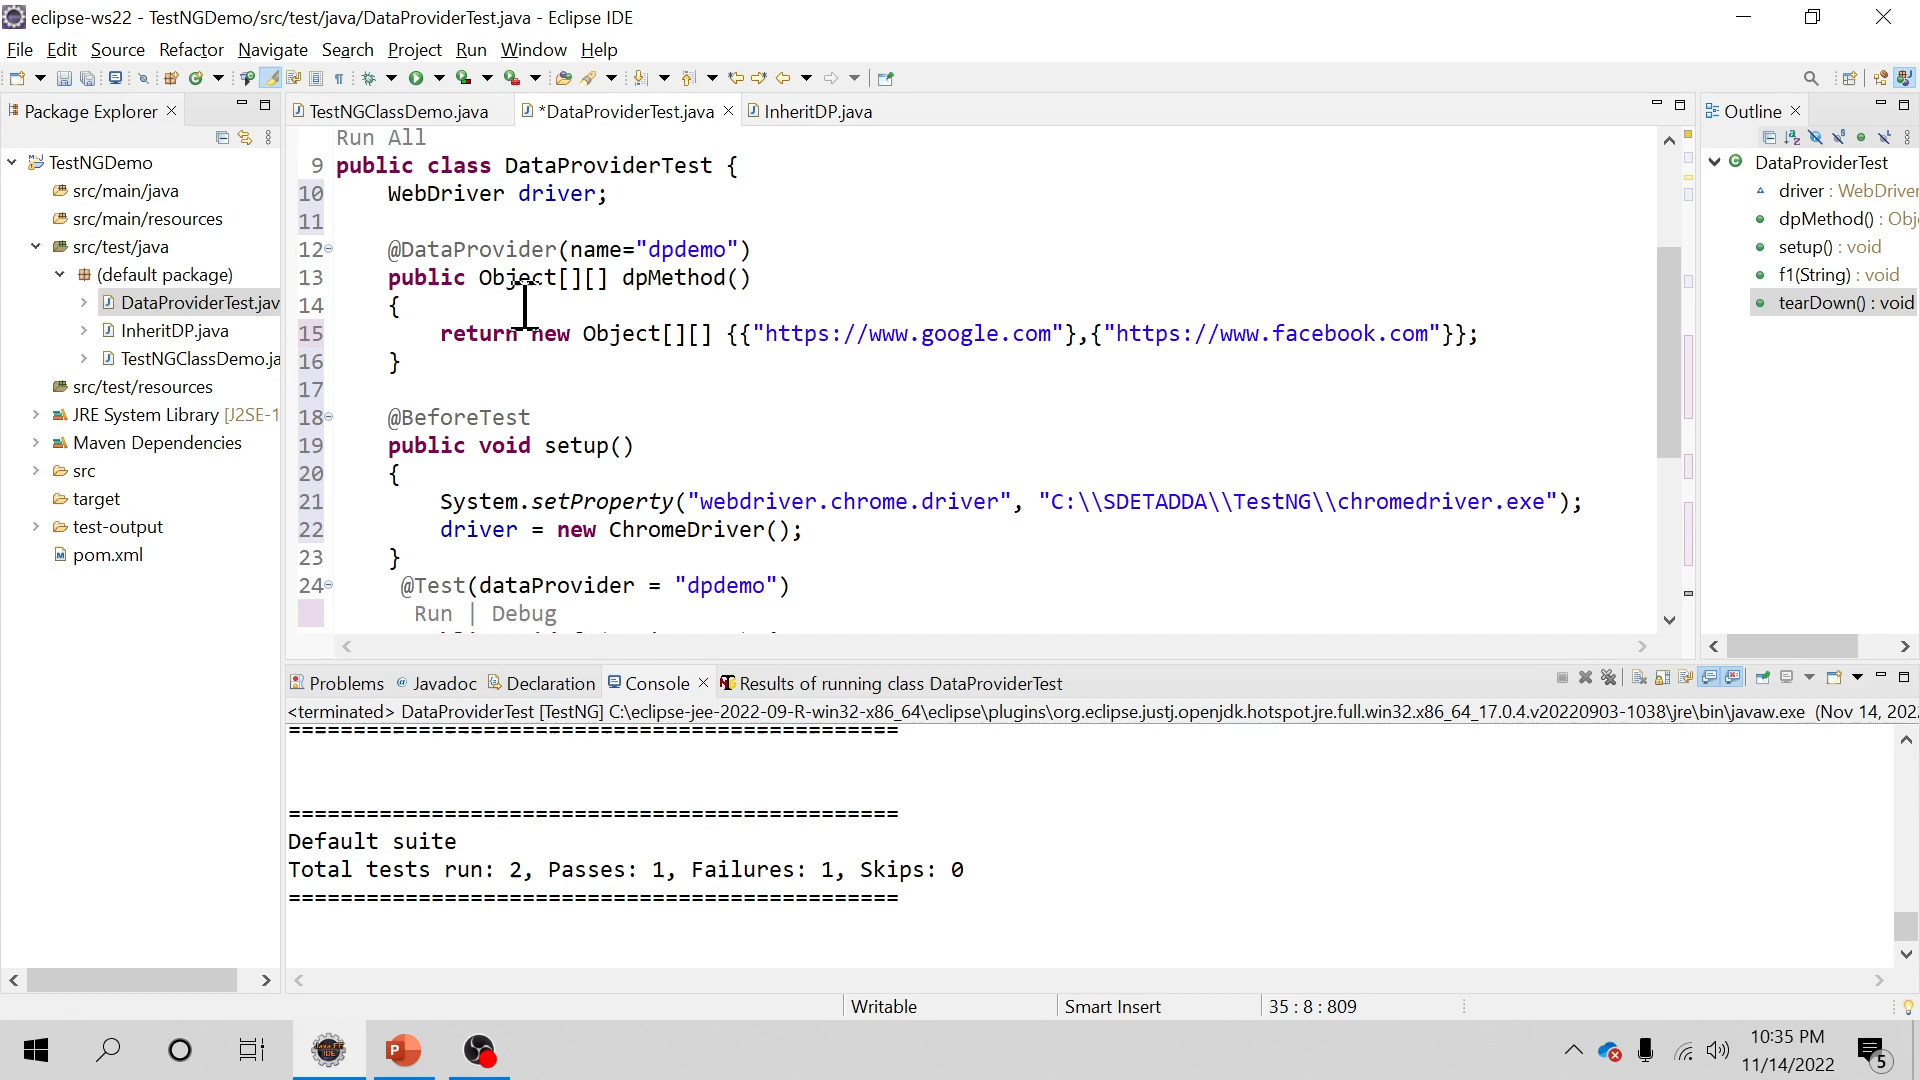 eclipse-ws22 - TestNGDemo/src/test/java/DataProviderTest.java - Eclipse IDE
File Edit Source Refactor Navigate Search Project Run Window Help
Package Explorer
TestNGDemo
src/main/java
src/main/resources
src/test/java
(default package)
DataProviderTest.jav
InheritDP.java
TestNGClassDemo.ja
src/test/resources
JRE System Library [J2SE-1
Maven Dependencies
src
target
test-output
pom.xml
TestNGClassDemo.java *DataProviderTest.java InheritDP.java
Run All
9 public class DataProviderTest {
10 WebDriver driver;
11
12 @DataProvider(name="dpdemo")
13 public Object[][] dpMethod()
14 {
15 return new Object[][] {{"https://www.google.com"},{"https://www.facebook.com"}};
16 }
17
18 @BeforeTest
19 public void setup()
20 {
21 System.setProperty("webdriver.chrome.driver", "C:\\SDETADDA\\TestNG\\chromedriver.exe");
22 driver = new ChromeDriver();
23 }
24 @Test(dataProvider = "dpdemo")
Run | Debug
Outline
DataProviderTest
driver : WebDriver
dpMethod() : Obj
setup() : void
f1(String) : void
tearDown() : void
Problems @ Javadoc Declaration Console Results of running class DataProviderTest
<terminated> DataProviderTest [TestNG] C:\eclipse-jee-2022-09-R-win32-x86_64\eclipse\plugins\org.eclipse.justj.openjdk.hotspot.jre.full.win32.x86_64_17.0.4.v20220903-1038\jre\bin\javaw.exe (Nov 14, 202
===============================================
===============================================
Default suite
Total tests run: 2, Passes: 1, Failures: 1, Skips: 0
===============================================
Writable Smart Insert 35 : 8 : 809
10:35 PM
11/14/2022
5